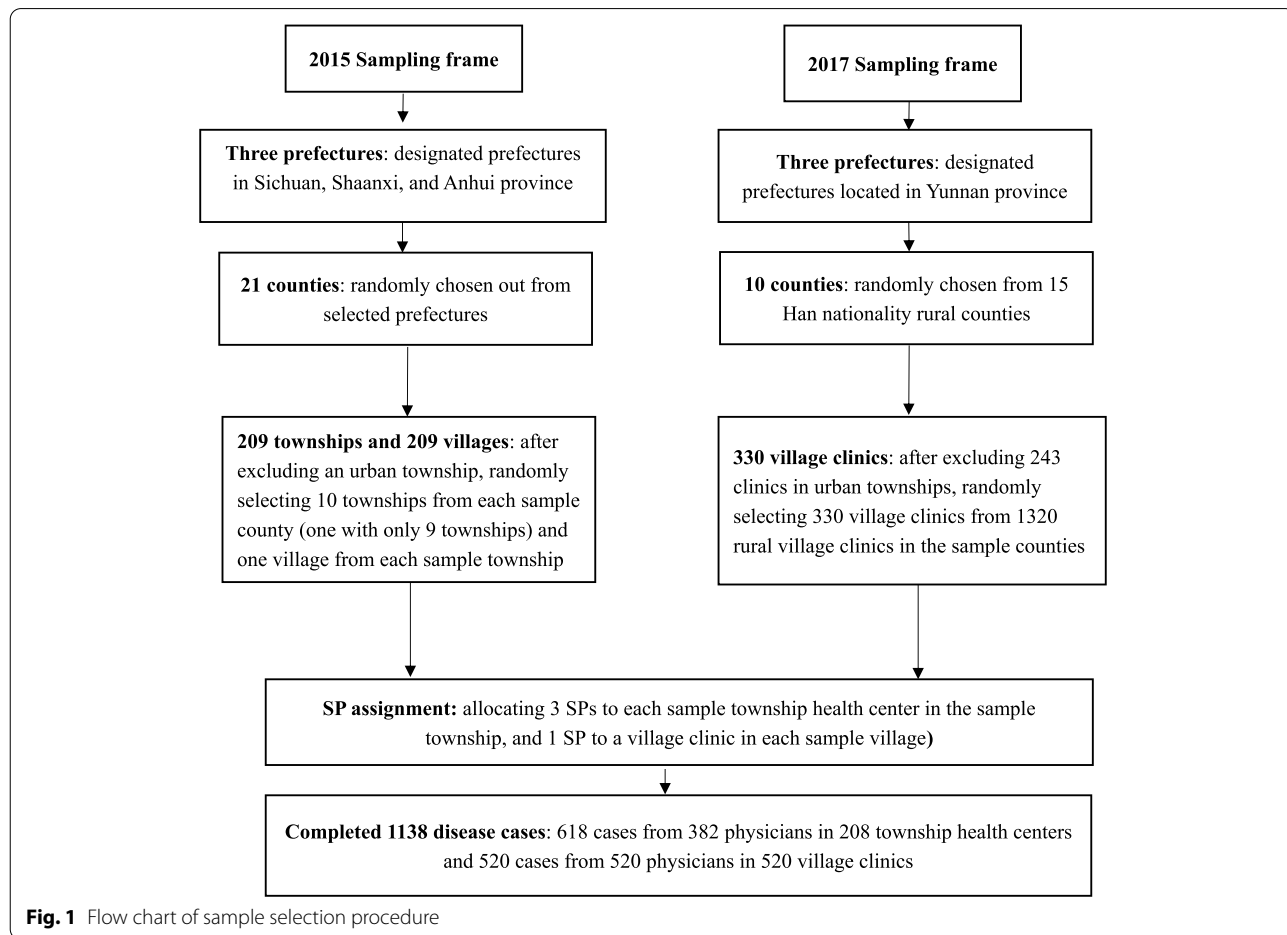 2015 Sampling frame
2017 Sampling frame
Three prefectures: designated prefectures
in Sichuan, Shaanxi, and Anhui province
Three prefectures: designated
prefectures located in Yunnan province
21 counties: randomly chosen out from
selected prefectures
10 counties: randomly chosen from 15
Han nationality rural counties
209 townships and 209 villages: after
excluding an urban township, randomly
selecting 10 townships from each sample
county (one with only 9 townships) and
one village from each sample township
330 village clinics: after excluding 243
clinics in urban townships, randomly
selecting 330 village clinics from 1320
rural village clinics in the sample counties
SP assignment: allocating 3 SPs to each sample township health center in the sample
township, and 1 SP to a village clinic in each sample village)
Completed 1138 disease cases: 618 cases from 382 physicians in 208 township health centers
and 520 cases from 520 physicians in 520 village clinics
Fig. 1 Flow chart of sample selection procedure